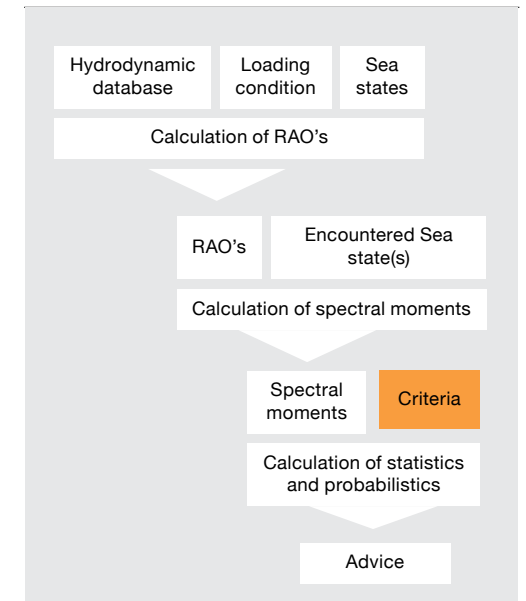 Hydrodynamic
database
Loading
condition
Sea
states
Calculation of RAO's
RAO's
Encountered Sea
state(s)
Calculation of spectral moments
Spectral
moments
Criteria
Calculation of statistics
and probabilistics
Advice